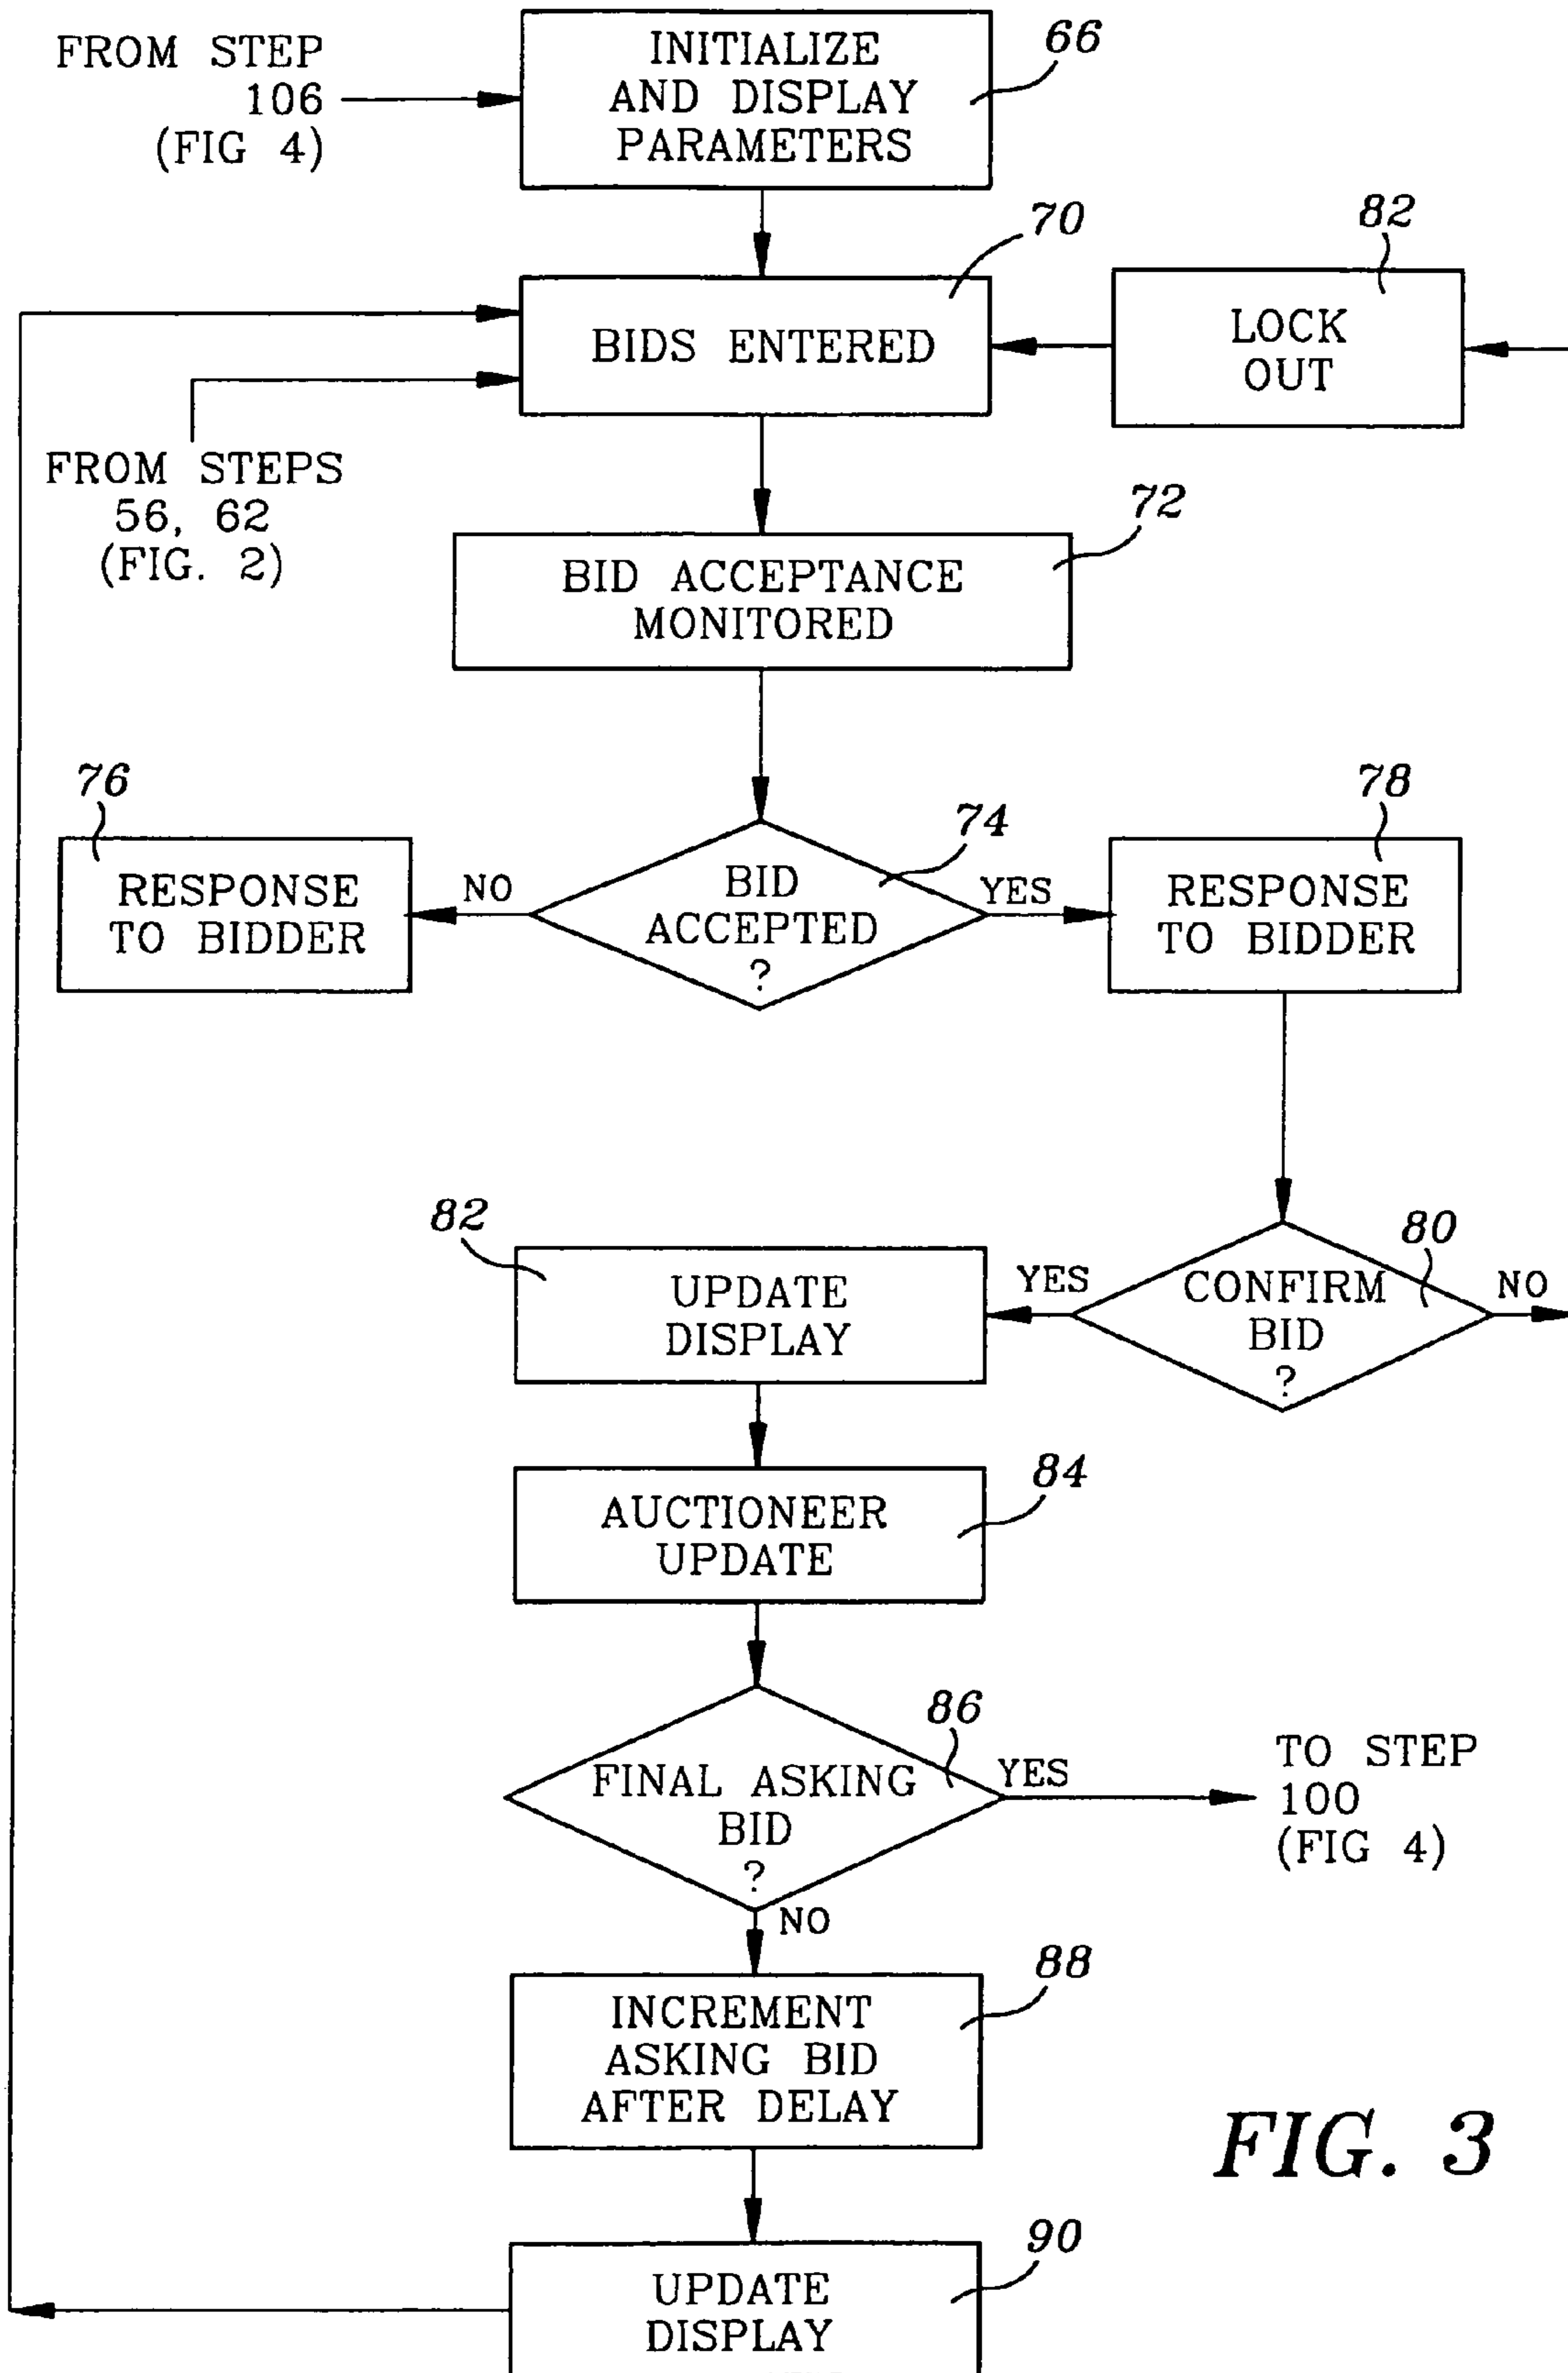 FROM STEP
106
(FIG 4)
INITIALIZE
AND DISPLAY
PARAMETERS
66
70
82
BIDS ENTERED
LOCK
OUT
FROM STEPS
56, 62
(FIG. 2)
72
BID ACCEPTANCE
MONITORED
76
74
78
RESPONSE
TO BIDDER
NO
BID
ACCEPTED
?
YES
RESPONSE
TO BIDDER
82
80
UPDATE
DISPLAY
YES
CONFIRM
BID
?
NO
84
AUCTIONEER
UPDATE
86
FINAL ASKING
BID
?
YES
TO STEP
100
(FIG 4)
NO
88
INCREMENT
ASKING BID
AFTER DELAY
FIG. 3
90
UPDATE
DISPLAY